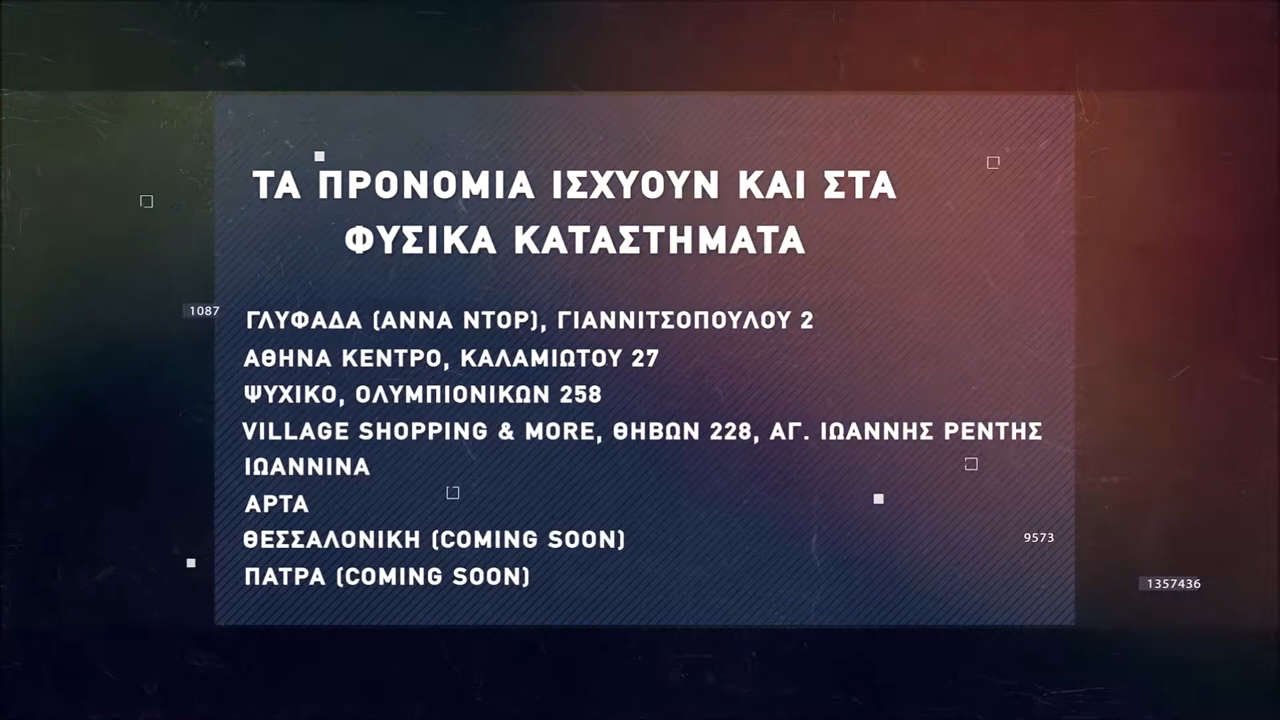 ΤΑ ΠΡΟΝΟΜΙΑ ΙΣΧΥΟΥΝ ΚΑΙ ΣΤΑ
ΦΥΣΙΚΑ ΚΑΤΑΣΤΗΜΑΤΑ
1087
ΓΛΥΦΑΔΑ (ΑΝΝΑ ΝΤΟΡ), ΓΙΑΝΝΙΤΣΟΠΟΥΛΟΥ 2
ΑΘΗΝΑ ΚΕΝΤΡΟ, ΚΑΛΑΜΙΩΤΟΥ 27
ΨΥΧΙΚΟ, ΟΛΥΜΠΙΟΝΙΚΩΝ 258
VILLAGE SHOPPING & MORE, ΘΗΒΩΝ 228, ΑΓ. ΙΩΑΝΝΗΣ ΡΕΝΤΗΣ
ΙΩΑΝΝΙΝΑ
ΑΡΤΑ
ΘΕΣΣΑΛΟΝΙΚΗ (COMING SOON)
9573
ΠΑΤΡΑ (COMING SOON)
1357436